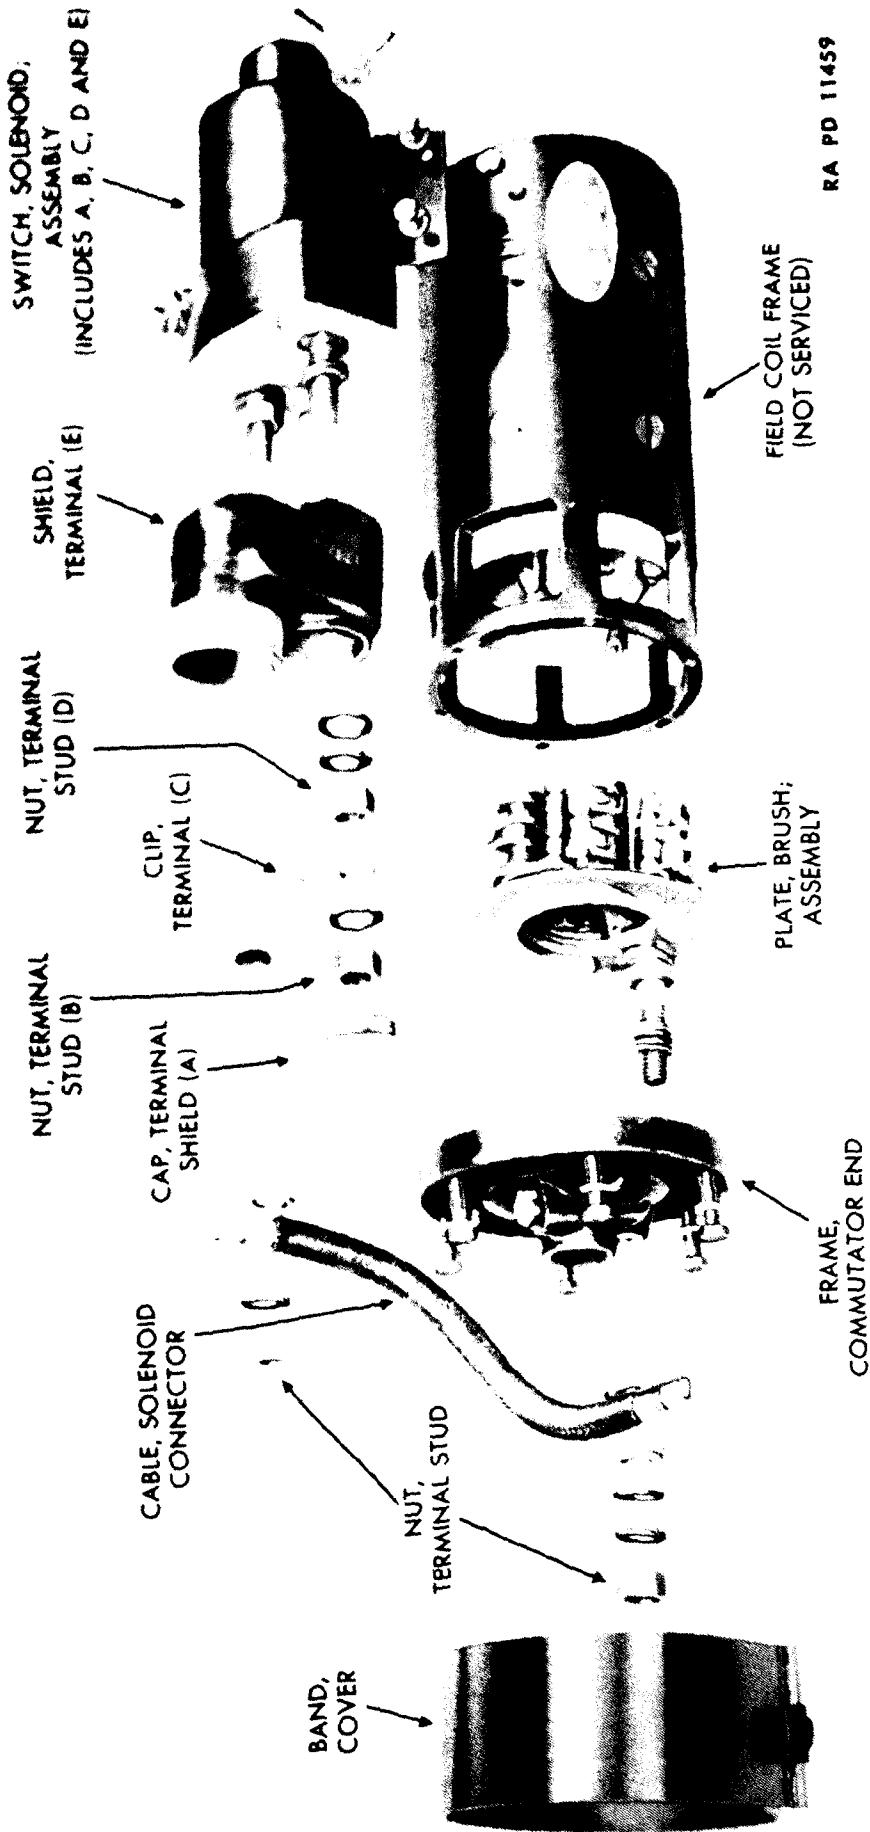 SWITCH, SOLENOID;
ASSEMBLY
(INCLUDES A, B, C, D AND E)
SHIELD,
TERMINAL (E)
NUT, TERMINAL
STUD (D)
CLIP,
TERMINAL (C)
NUT, TERMINAL
STUD (B)
CAP, TERMINAL
SHIELD (A)
CABLE, SOLENOID
CONNECTOR
NUT,
TERMINAL STUD
BAND,
COVER
FRAME,
COMMUTATOR END
PLATE, BRUSH;
ASSEMBLY
FIELD COIL FRAME
(NOT SERVICED)
RA PD 11459